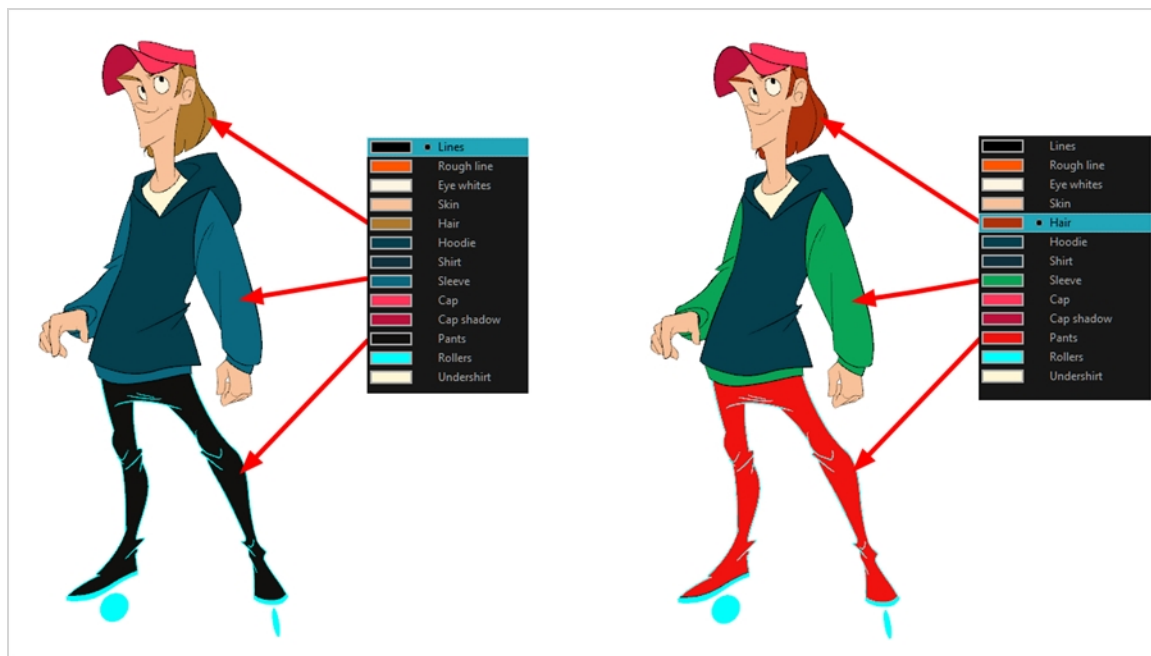 Lines
Rough line
Eye whites
Skin
Hair
Hoodie
Shirt
Sleeve
Cap
Cap shadow
Pants
Rollers
Undershirt
Lines
Rough line
Eye whites
Skin
Hair
Hoodie
Shirt
Sleeve
Cap
Cap shadow
Pants
Rollers
Undershirt